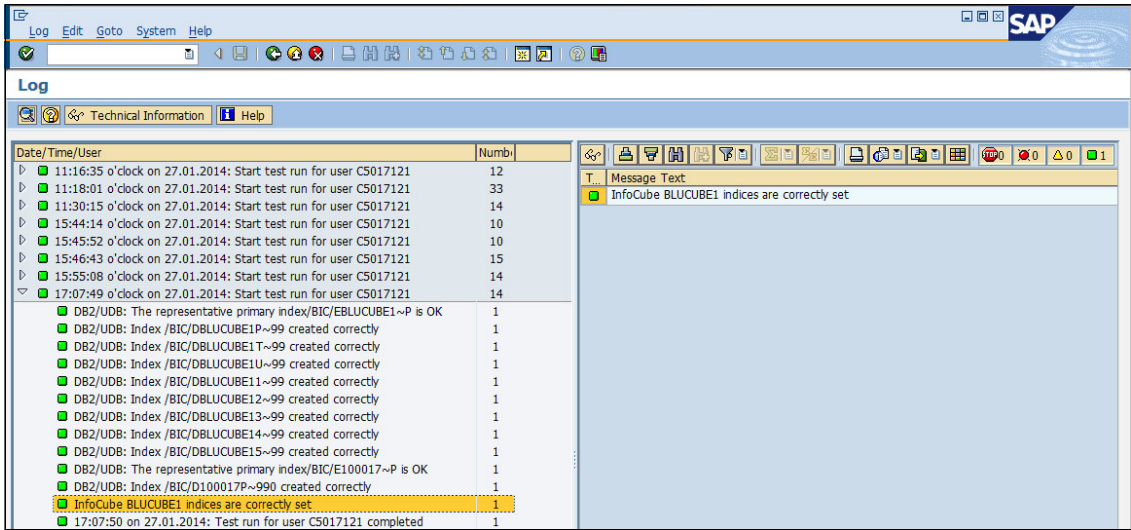 Log Edit Goto System Help
SAP
Log
Technical Information Help
Date/Time/User Numb
11:16:35 o'clock on 27.01.2014: Start test run for user C5017121 12
11:18:01 o'clock on 27.01.2014: Start test run for user C5017121 33
11:30:15 o'clock on 27.01.2014: Start test run for user C5017121 14
15:44:14 o'clock on 27.01.2014: Start test run for user C5017121 10
15:45:52 o'clock on 27.01.2014: Start test run for user C5017121 10
15:46:43 o'clock on 27.01.2014: Start test run for user C5017121 15
15:55:08 o'clock on 27.01.2014: Start test run for user C5017121 14
17:07:49 o'clock on 27.01.2014: Start test run for user C5017121 14
DB2/UDB: The representative primary index/BIC/EBLUCUBE1~P is OK 1
DB2/UDB: Index /BIC/DBLUCUBE1P~99 created correctly 1
DB2/UDB: Index /BIC/DBLUCUBE1T~99 created correctly 1
DB2/UDB: Index /BIC/DBLUCUBE1U~99 created correctly 1
DB2/UDB: Index /BIC/DBLUCUBE11~99 created correctly 1
DB2/UDB: Index /BIC/DBLUCUBE12~99 created correctly 1
DB2/UDB: Index /BIC/DBLUCUBE13~99 created correctly 1
DB2/UDB: Index /BIC/DBLUCUBE14~99 created correctly 1
DB2/UDB: Index /BIC/DBLUCUBE15~99 created correctly 1
DB2/UDB: The representative primary index/BIC/E100017~P is OK 1
DB2/UDB: Index /BIC/D100017P~990 created correctly 1
InfoCube BLUCUBE1 indices are correctly set 1
17:07:50 on 27.01.2014: Test run for user C5017121 completed 1
STOP 0 0 0 1
T... Message Text
InfoCube BLUCUBE1 indices are correctly set